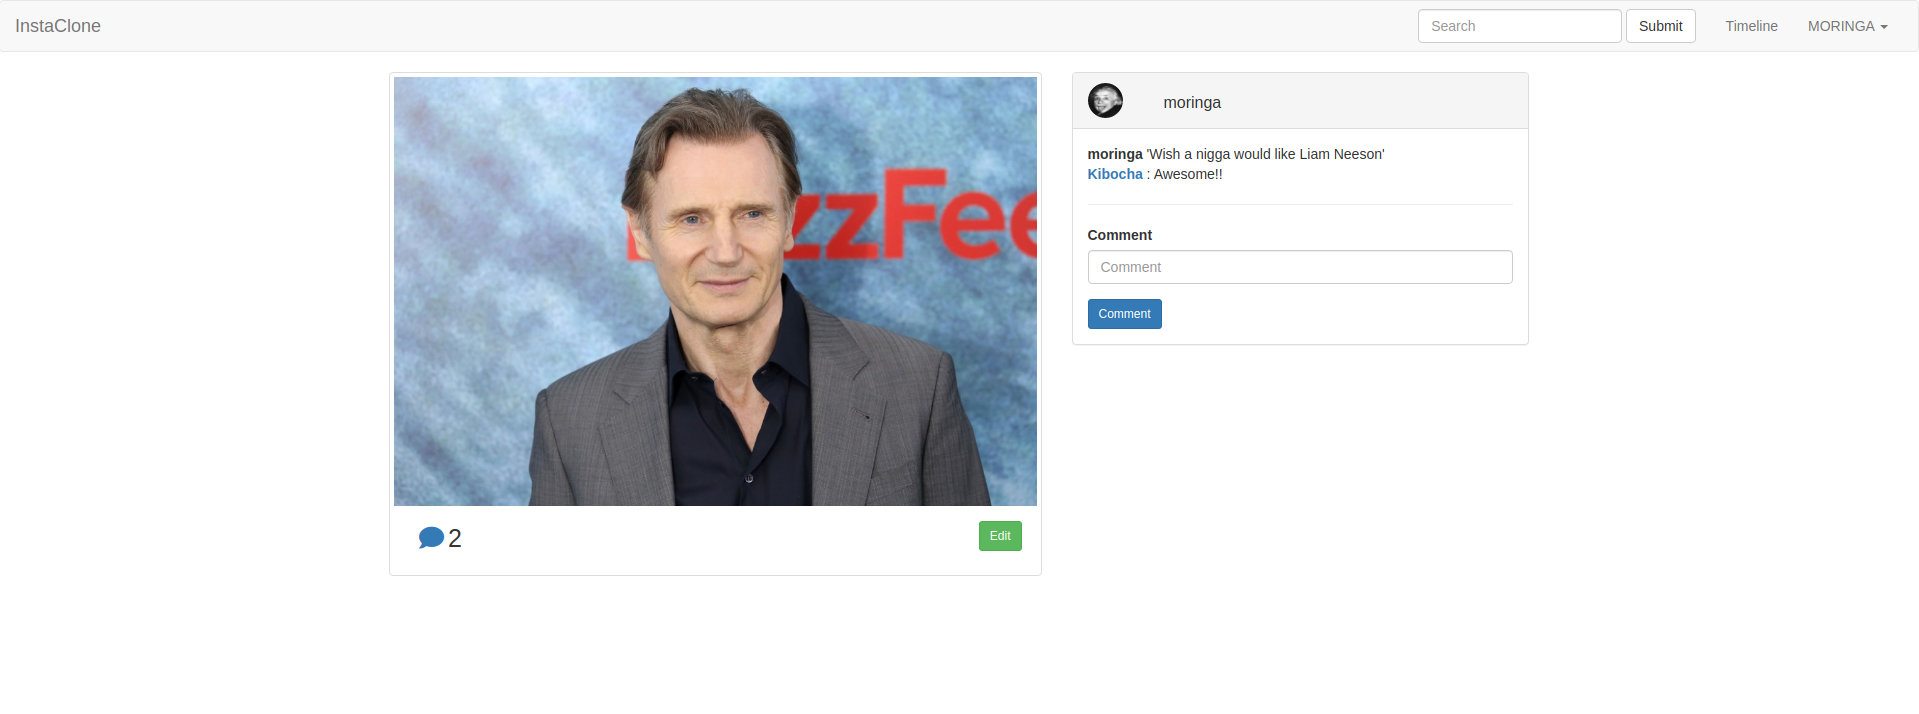 InstaClone
Search
Submit
Timeline
MORINGA
zzFee
2
Edit
moringa
moringa 'Wish a nigga would like Liam Neeson'
Kibocha : Awesome!!
Comment
Comment
Comment